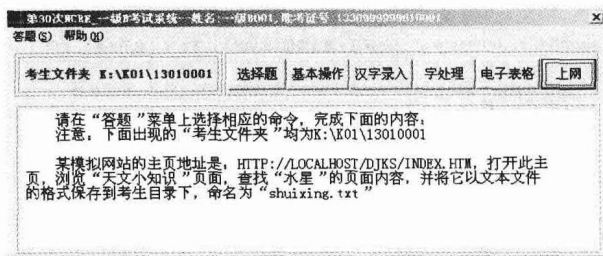 第30次NCRE 一级B考试系统 姓名：一级B001，准考证号
答题(S) 帮助(H)
考生文件夹 K:\K01\13010001 选择题 基本操作 汉字录入 字处理 电子表格 上网
请在“答题”菜单上选择相应的命令，完成下面的内容：
注意，下面出现的“考生文件夹”均为K:\K01\13010001
某模拟网站的主页地址是：HTTP://LOCALHOST/DJKS/INDEX.HTM，打开此主
页，浏览“天文小知识”页面，查找“水星”的页面内容，并将它以文本文件
的格式保存到考生目录下，命名为“shuixing.txt”